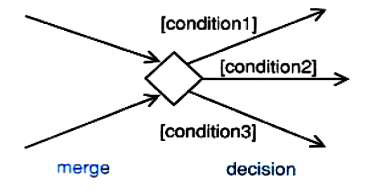 [condition1)
[condition2]
[condition3]
merge
decision